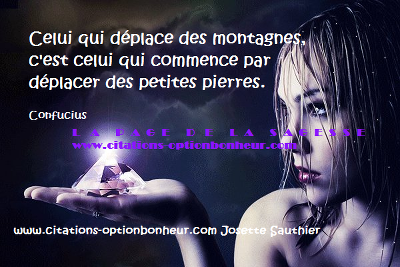 Celui qui déplace des montagnes,
c'est celui qui commence par
déplacer des petites pierres.
Confucius
LA PAGE DE LA SAGESSE
www.citations-optionbonheur.com
www.citations-optionbonheur.com Josette Sauthier